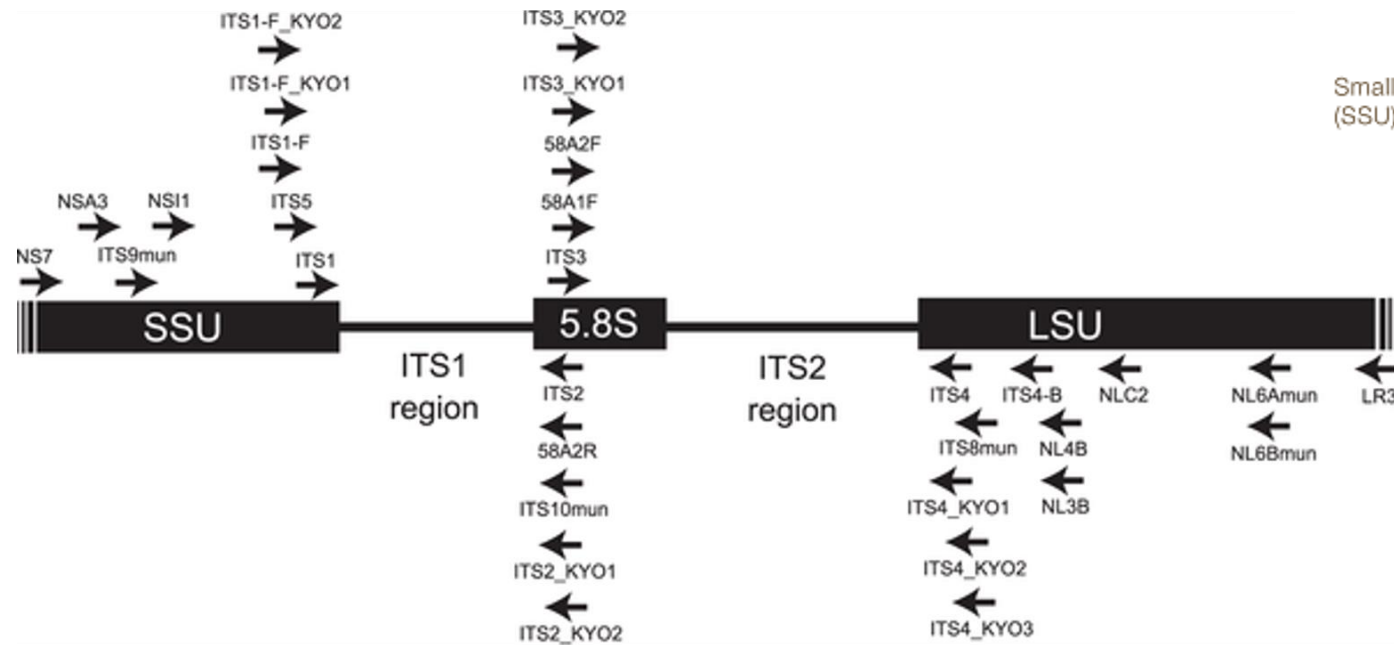 ITS1-F_KYO2
ITS3_KYO2
ITS1-F_KYO1
ITS3_KYO1
Small
(SSU)
ITS1-F
58A2F
NSA3
NSI1
ITS5
58A1F
NS7
ITS9mun
ITS1
ITS3
SSU
5.8S
LSU
ITS1
region
ITS2
region
ITS2
ITS4
ITS4-B
NLC2
NL6Amun
LR3
58A2R
ITS8mun
NL4B
NL6Bmun
ITS10mun
ITS4_KYO1
NL3B
ITS2_KYO1
ITS4_KYO2
ITS2_KYO2
ITS4_KYO3